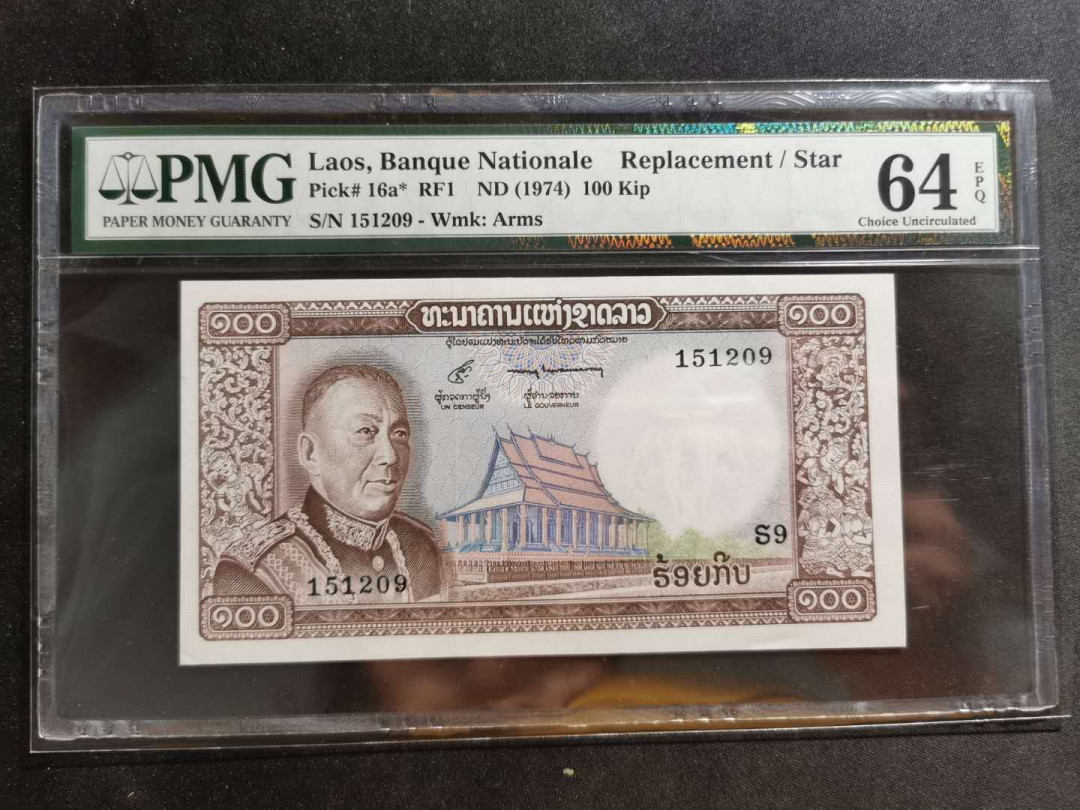 PMG
PAPER MONEY GUARANTY
Laos, Banque Nationale Replacement / Star
Pick# 16a* RF1 ND (1974) 100 Kip
S/N 151209 - Wmk: Arms
64
EPQ
Choice Uncirculated
໑໐໐
ທະນາຄານແຫ່ງຊາດລາວ
໑໐໐
151209
UN CENSEUR
LE GOUVERNEUR
S9
151209
ຮ້ອຍກີບ
໑໐໐
໑໐໐